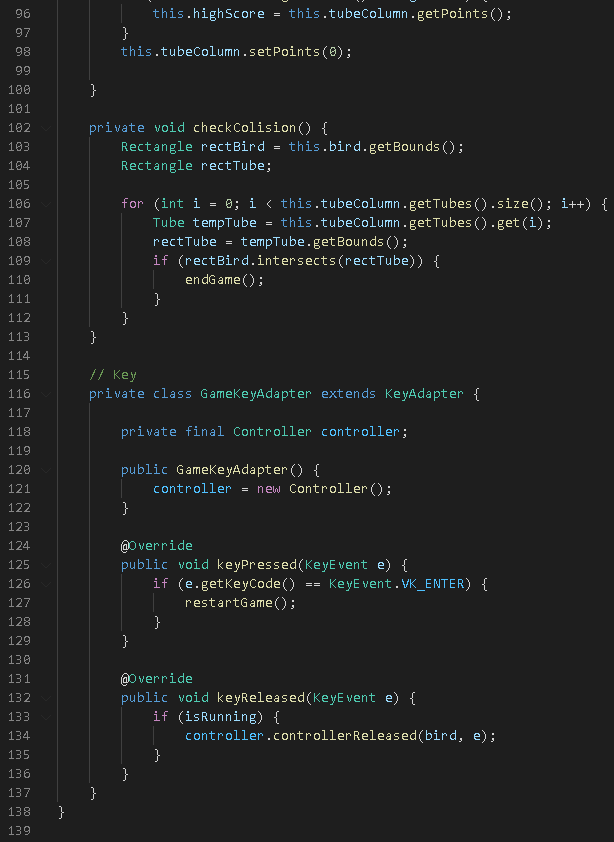 96 this.highScore = this.tubeColumn.getPoints();
97 }
98 this.tubeColumn.setPoints(0);
99
100 }
101
102 private void checkColision() {
103 Rectangle rectBird = this.bird.getBounds();
104 Rectangle rectTube;
105
106 for (int i = 0; i < this.tubeColumn.getTubes().size(); i++) {
107 Tube tempTube = this.tubeColumn.getTubes().get(i);
108 rectTube = tempTube.getBounds();
109 if (rectBird.intersects(rectTube)) {
110 endGame();
111 }
112 }
113 }
114
115 // Key
116 private class GameKeyAdapter extends KeyAdapter {
117
118 private final Controller controller;
119
120 public GameKeyAdapter() {
121 controller = new Controller();
122 }
123
124 @Override
125 public void keyPressed(KeyEvent e) {
126 if (e.getKeyCode() == KeyEvent.VK_ENTER) {
127 restartGame();
128 }
129 }
130
131 @Override
132 public void keyReleased(KeyEvent e) {
133 if (isRunning) {
134 controller.controllerReleased(bird, e);
135 }
136 }
137 }
138 }
139